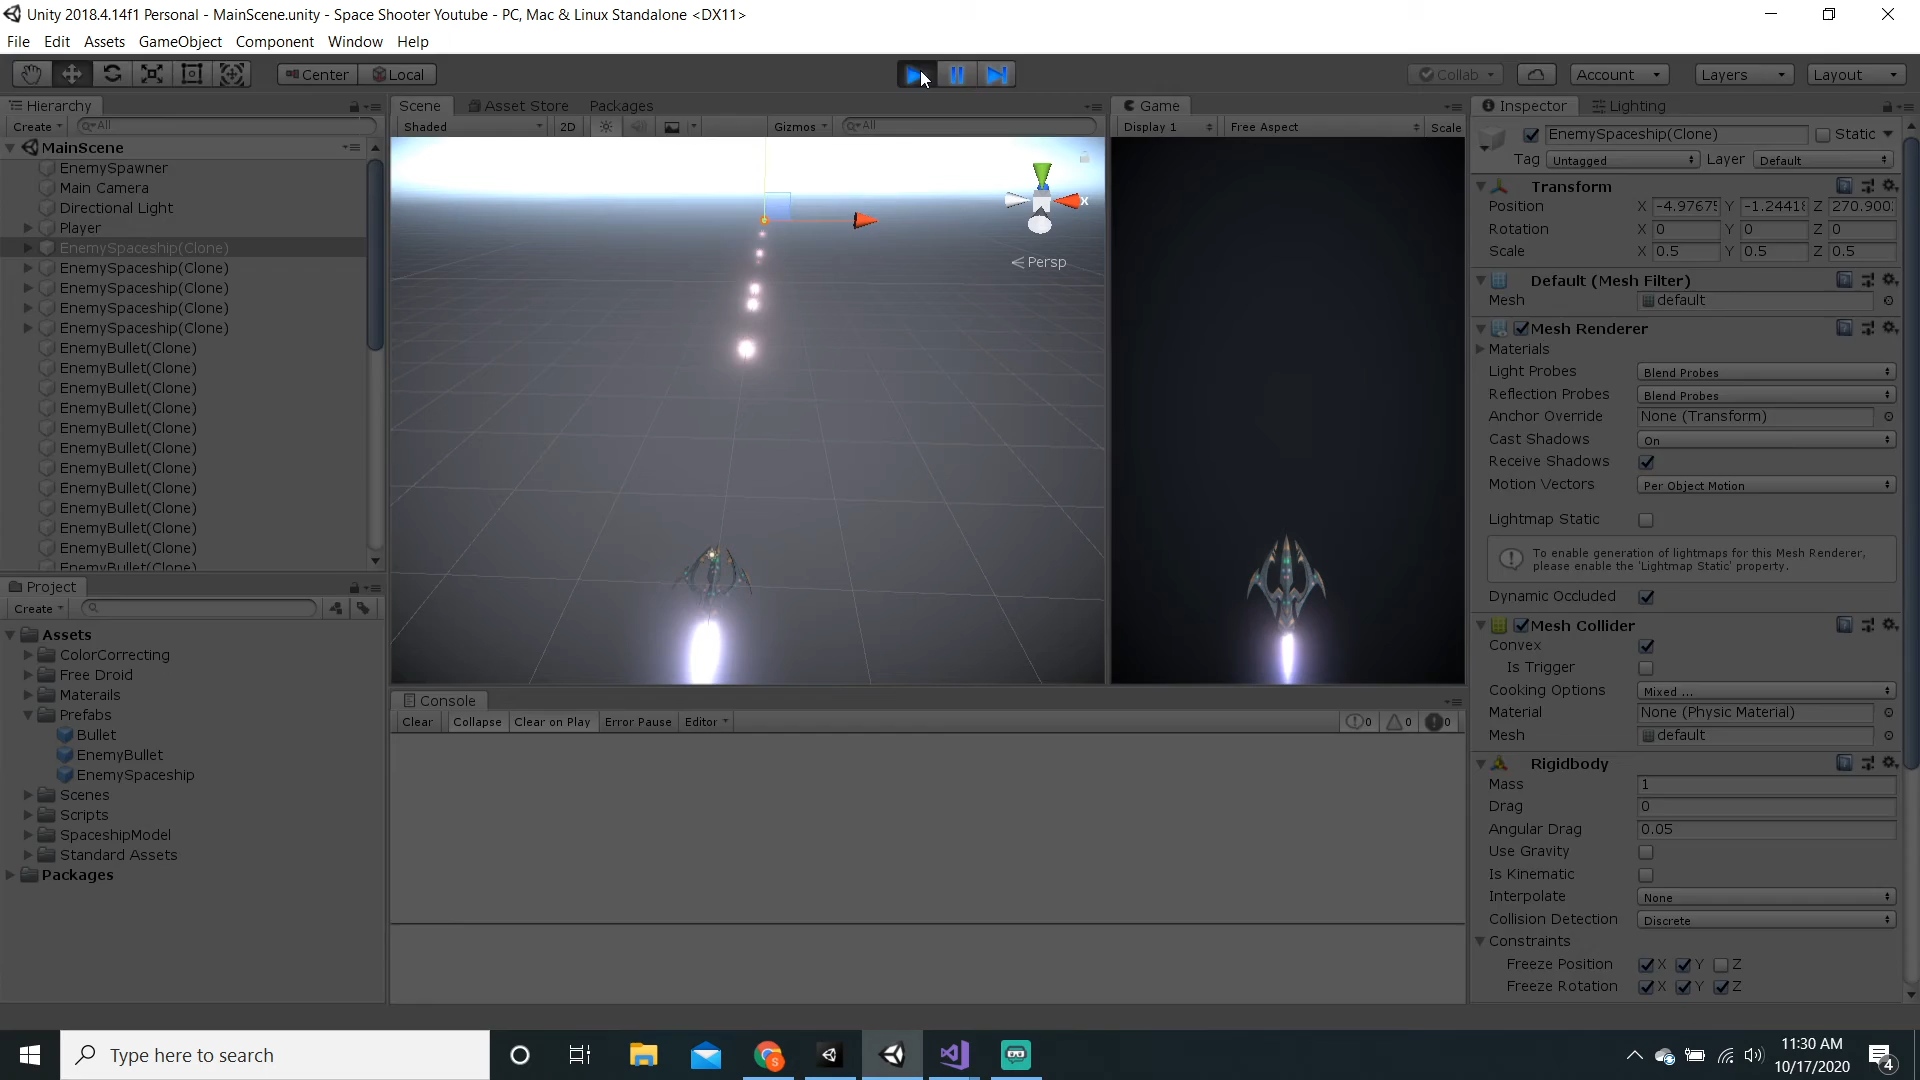 Unity 2018.4.14f1 Personal - MainScene.unity - Space Shooter Youtube - PC, Mac & Linux Standalone <DX11>
File Edit Assets GameObject Component Window Help
Center Local Collab Account Layers Layout
Hierarchy
Create All
MainScene
EnemySpawner
Main Camera
Directional Light
Player
EnemySpaceship(Clone)
EnemySpaceship(Clone)
EnemySpaceship(Clone)
EnemySpaceship(Clone)
EnemySpaceship(Clone)
EnemyBullet(Clone)
EnemyBullet(Clone)
EnemyBullet(Clone)
EnemyBullet(Clone)
EnemyBullet(Clone)
EnemyBullet(Clone)
EnemyBullet(Clone)
EnemyBullet(Clone)
EnemyBullet(Clone)
EnemyBullet(Clone)
EnemyBullet(Clone)
EnemyBullet(Clone)
Project
Create
Assets
ColorCorrecting
Free Droid
Materails
Prefabs
Bullet
EnemyBullet
EnemySpaceship
Scenes
Scripts
SpaceshipModel
Standard Assets
Packages
Scene Asset Store Packages
Shaded 2D Gizmos All
x
Persp
Game
Display 1 Free Aspect Scale
Console
Clear Collapse Clear on Play Error Pause Editor 0 0 0
Inspector Lighting
EnemySpaceship(Clone) Static
Tag Untagged Layer Default
Transform
Position X -4.97675 Y -1.24418 Z 270.900
Rotation X 0 Y 0 Z 0
Scale X 0.5 Y 0.5 Z 0.5
Default (Mesh Filter)
Mesh default
Mesh Renderer
Materials
Light Probes Blend Probes
Reflection Probes Blend Probes
Anchor Override None (Transform)
Cast Shadows On
Receive Shadows
Motion Vectors Per Object Motion
Lightmap Static
To enable generation of lightmaps for this Mesh Renderer,
please enable the 'Lightmap Static' property.
Dynamic Occluded
Mesh Collider
Convex
Is Trigger
Cooking Options Mixed ...
Material None (Physic Material)
Mesh default
Rigidbody
Mass 1
Drag 0
Angular Drag 0.05
Use Gravity
Is Kinematic
Interpolate None
Collision Detection Discrete
Constraints
Freeze Position X Y Z
Freeze Rotation X Y Z
Type here to search
11:30 AM
10/17/2020
4